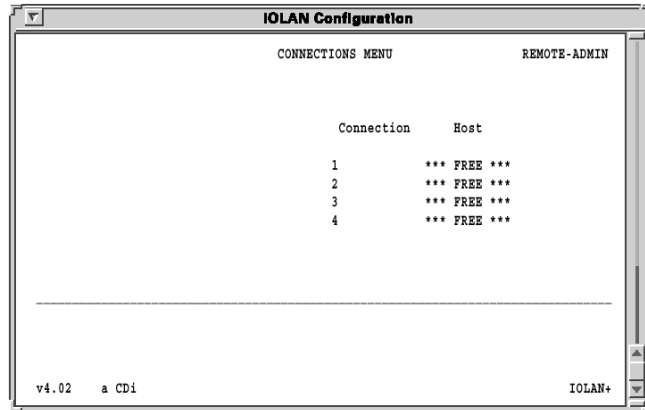 IOLAN Configuration
CONNECTIONS MENU REMOTE-ADMIN
Connection Host
1 *** FREE ***
2 *** FREE ***
3 *** FREE ***
4 *** FREE ***
v4.02 a CDi IOLAN+